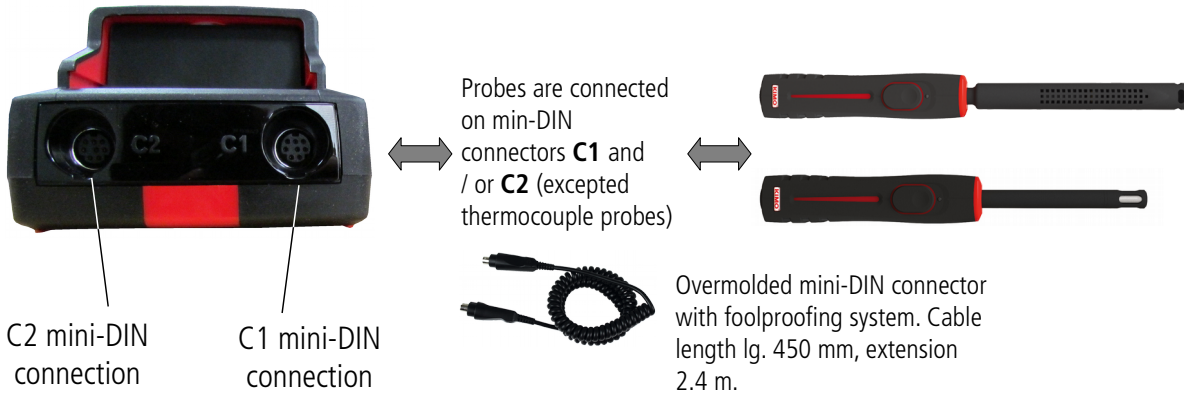 C2 C1
Probes are connected
on min-DIN
connectors C1 and
/ or C2 (excepted
thermocouple probes)
KIMO
KIMO
Overmolded mini-DIN connector
with foolproofing system. Cable
length lg. 450 mm, extension
2.4 m.
C2 mini-DIN
connection
C1 mini-DIN
connection